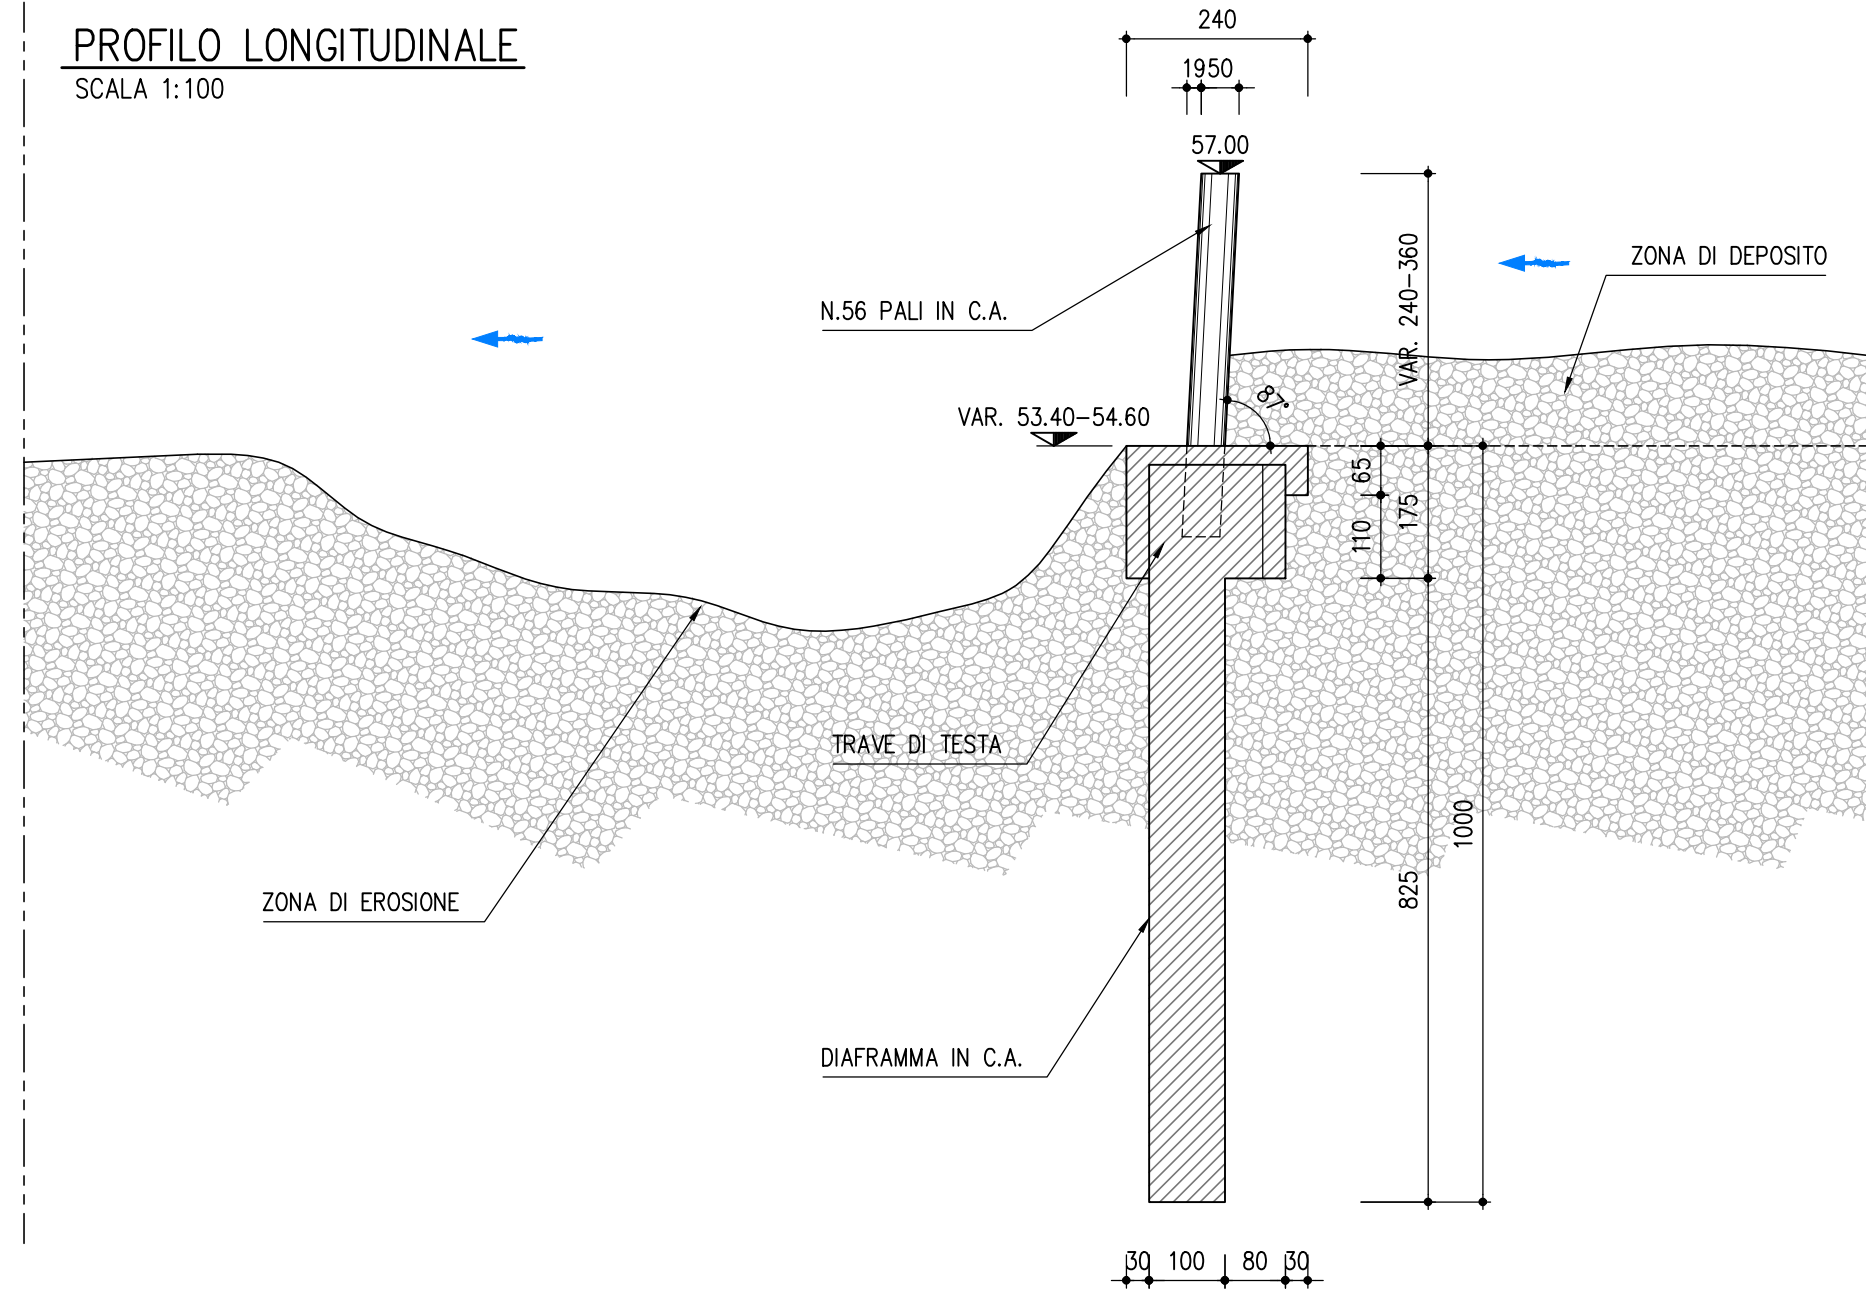 PROFILO LONGITUDINALE
SCALA 1:100
240
19 50
57.00
ZONA DI DEPOSITO
VAR. 240-360
N.56 PALI IN C.A.
87°
VAR. 53.40-54.60
65
175
110
TRAVE DI TESTA
1000
825
ZONA DI EROSIONE
DIAFRAMMA IN C.A.
30 100 80 30